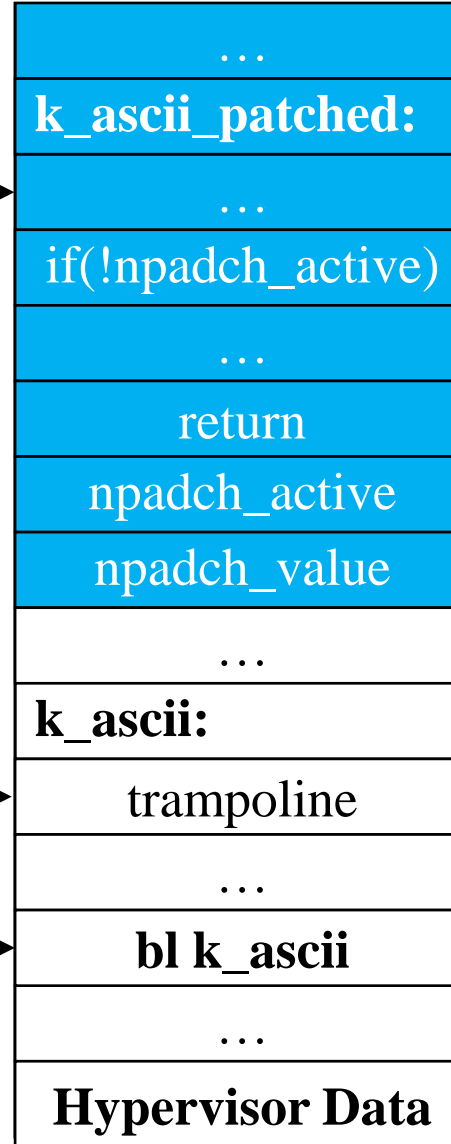 ...
k_ascii_patched:
...
if(!npadch_active)
...
return
npadch_active
npadch_value
...
k_ascii:
trampoline
...
bl k_ascii
...
Hypervisor Data